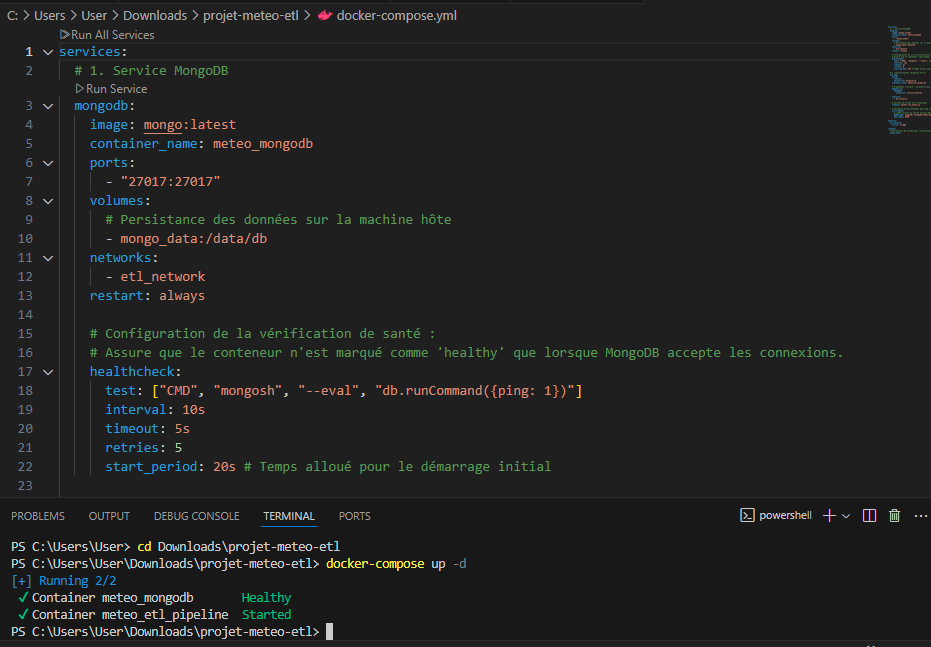 C: > Users > User > Downloads > projet-meteo-etl > docker-compose.yml
Run All Services
1 services:
2 # 1. Service MongoDB
Run Service
3 mongodb:
4 image: mongo:latest
5 container_name: meteo_mongodb
6 ports:
7 - "27017:27017"
8 volumes:
9 # Persistance des données sur la machine hôte
10 - mongo_data:/data/db
11 networks:
12 - etl_network
13 restart: always
14
15 # Configuration de la vérification de santé :
16 # Assure que le conteneur n'est marqué comme 'healthy' que lorsque MongoDB accepte les connexions.
17 healthcheck:
18 test: ["CMD", "mongosh", "--eval", "db.runCommand({ping: 1})"]
19 interval: 10s
20 timeout: 5s
21 retries: 5
22 start_period: 20s # Temps alloué pour le démarrage initial
23
PROBLEMS OUTPUT DEBUG CONSOLE TERMINAL PORTS powershell
PS C:\Users\User> cd Downloads\projet-meteo-etl
PS C:\Users\User\Downloads\projet-meteo-etl> docker-compose up -d
[+] Running 2/2
✓Container meteo_mongodb Healthy
✓Container meteo_etl_pipeline Started
PS C:\Users\User\Downloads\projet-meteo-etl>